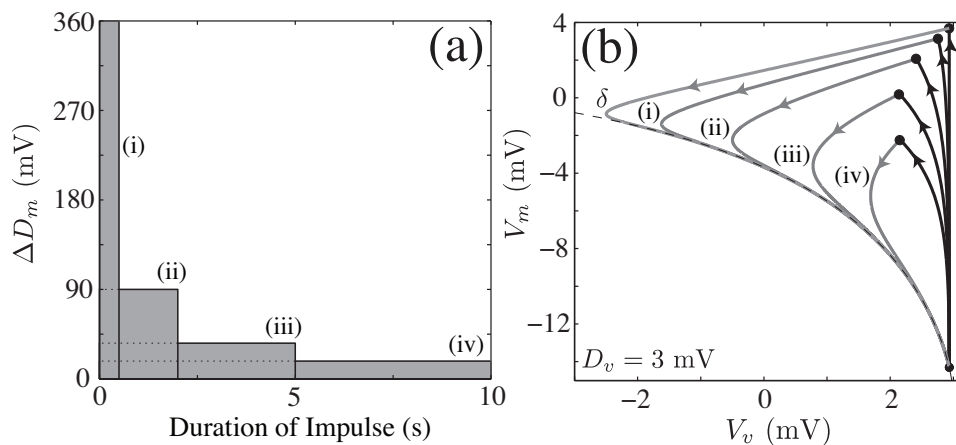 (a)
360
270
180
90
0
ΔD_m (mV)
(i)
(ii)
(iii)
(iv)
0
5
10
Duration of Impulse (s)
(b)
4
0
−4
−8
−12
V_m (mV)
δ
(i)
(ii)
(iii)
(iv)
D_v = 3 mV
−2
0
2
V_v (mV)